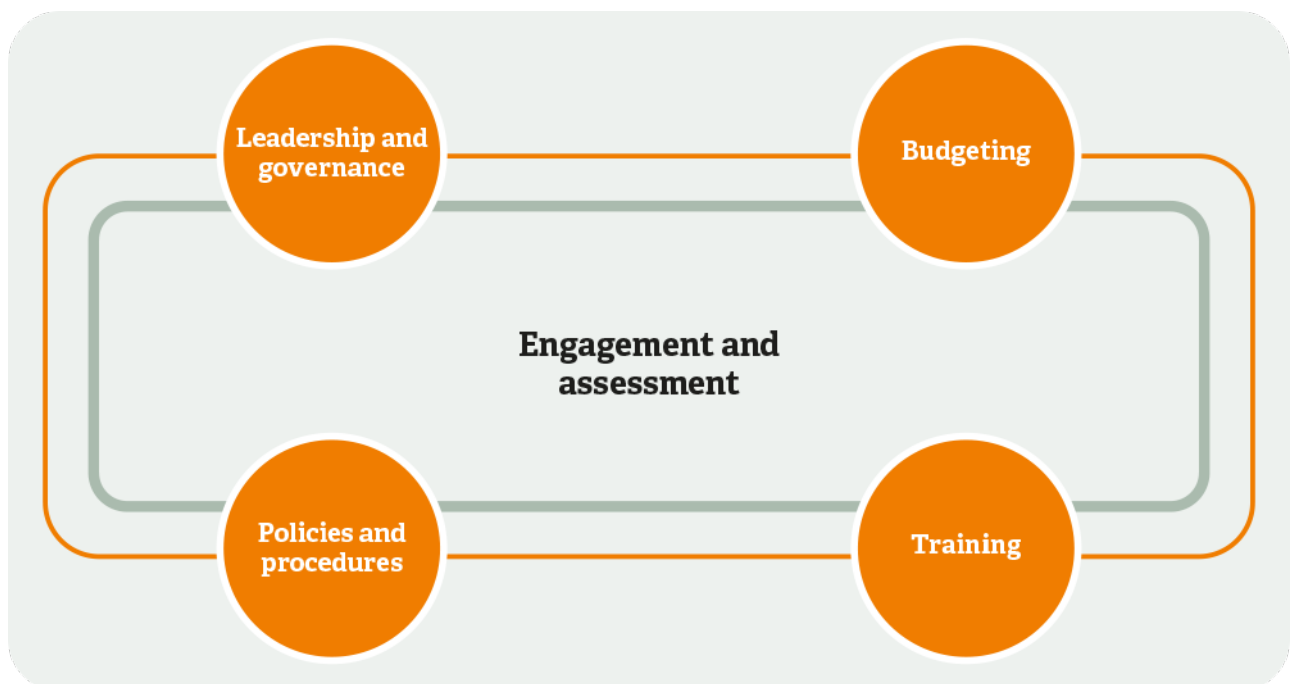 Leadership and
governance
Budgeting
Engagement and
assessment
Policies and
procedures
Training